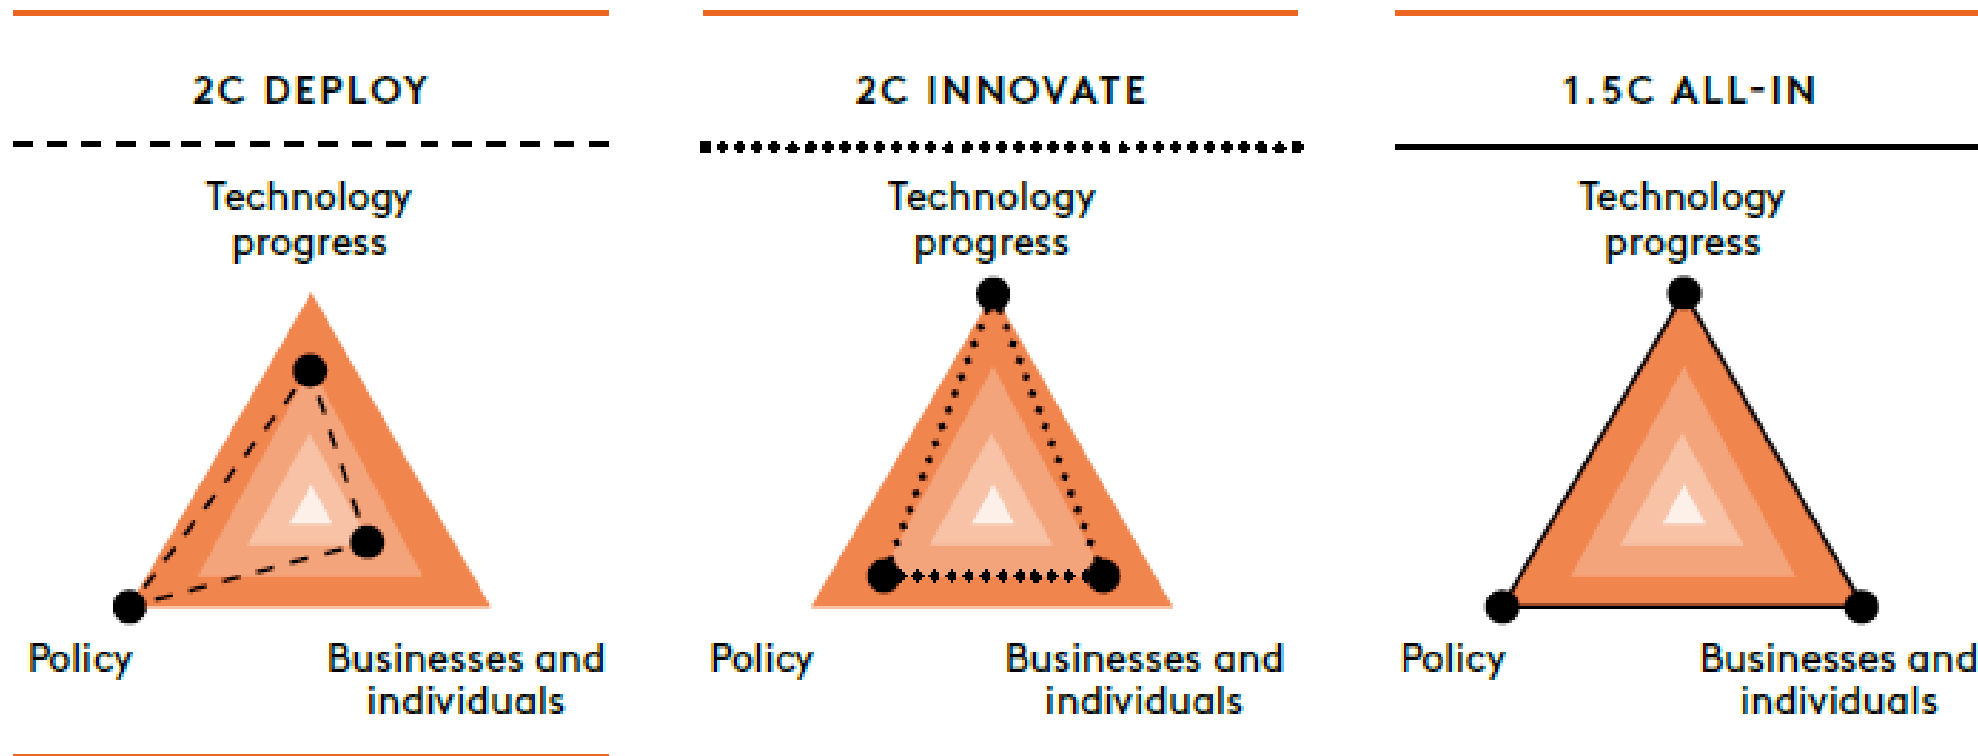 2C DEPLOY
Technology
progress
Policy
Businesses and
individuals
2C INNOVATE
Technology
progress
Policy
Businesses and
individuals
1.5C ALL-IN
Technology
progress
Policy
Businesses and
individuals